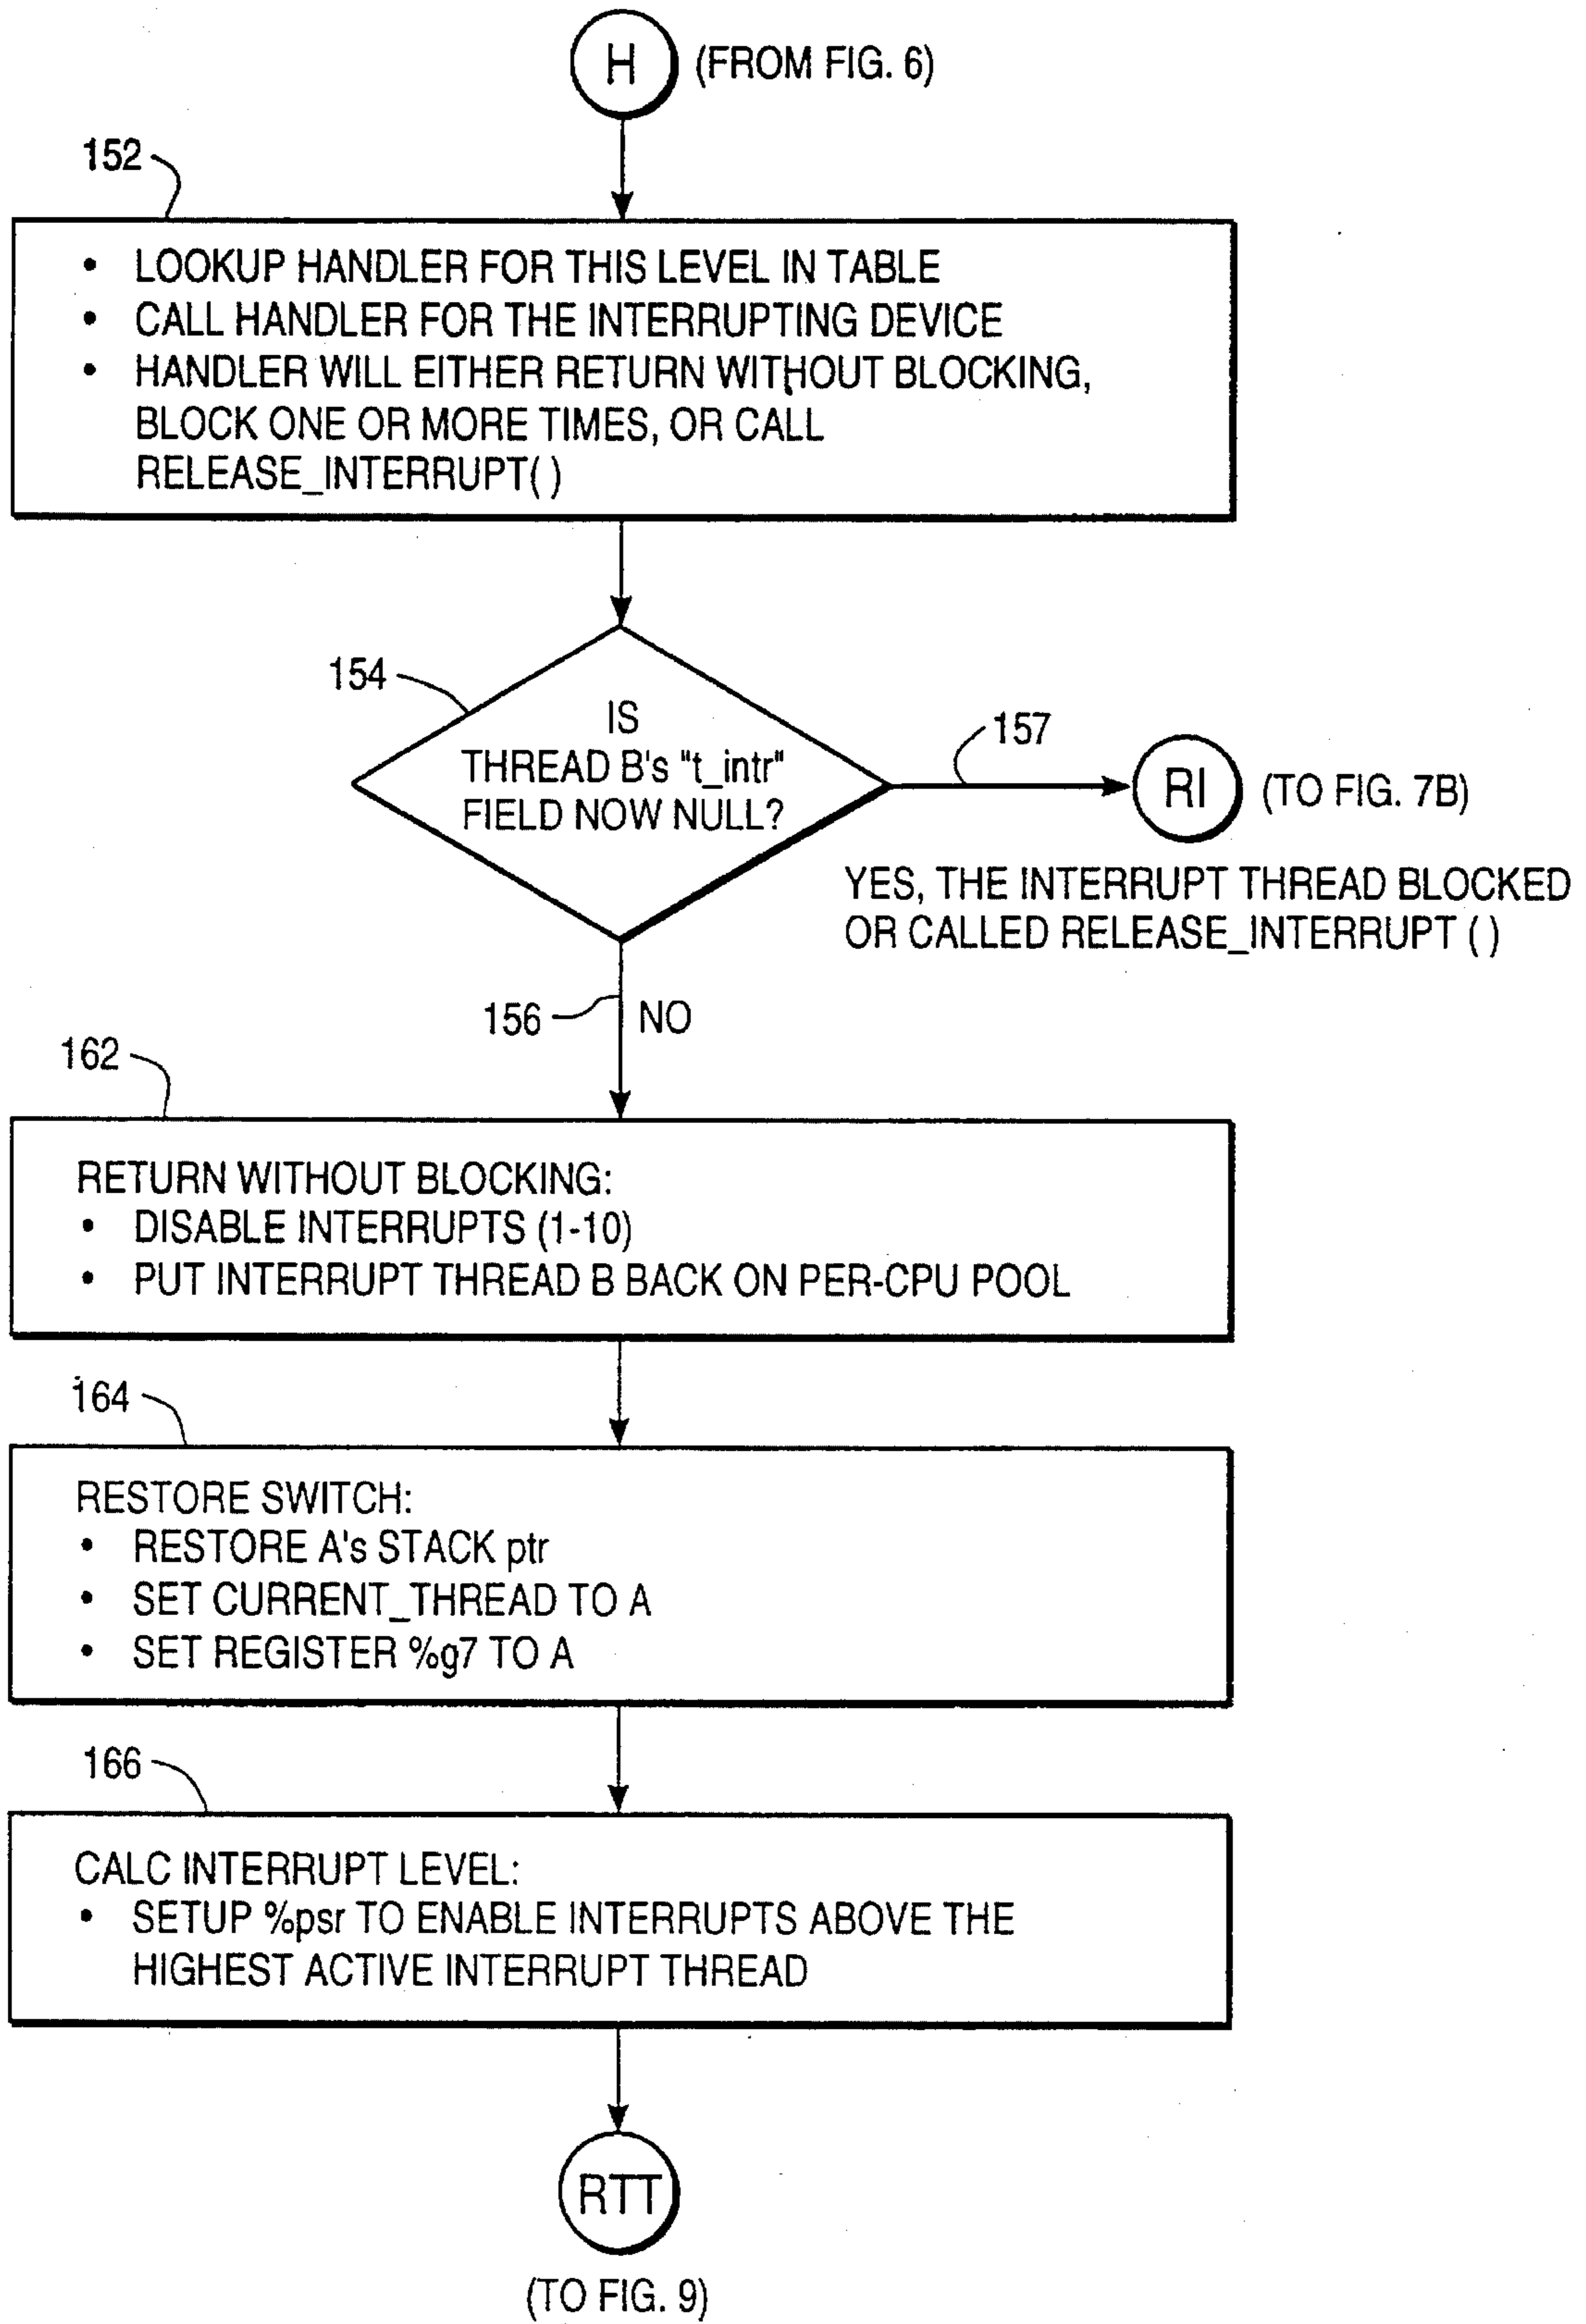 H (FROM FIG. 6)
152
• LOOKUP HANDLER FOR THIS LEVEL IN TABLE
• CALL HANDLER FOR THE INTERRUPTING DEVICE
• HANDLER WILL EITHER RETURN WITHOUT BLOCKING,
BLOCK ONE OR MORE TIMES, OR CALL
RELEASE_INTERRUPT( )
154
IS
THREAD B's "t_intr"
FIELD NOW NULL?
157
RI (TO FIG. 7B)
YES, THE INTERRUPT THREAD BLOCKED
OR CALLED RELEASE_INTERRUPT ( )
156 NO
162
RETURN WITHOUT BLOCKING:
• DISABLE INTERRUPTS (1-10)
• PUT INTERRUPT THREAD B BACK ON PER-CPU POOL
164
RESTORE SWITCH:
• RESTORE A's STACK ptr
• SET CURRENT_THREAD TO A
• SET REGISTER %g7 TO A
166
CALC INTERRUPT LEVEL:
• SETUP %psr TO ENABLE INTERRUPTS ABOVE THE
HIGHEST ACTIVE INTERRUPT THREAD
RTT
(TO FIG. 9)